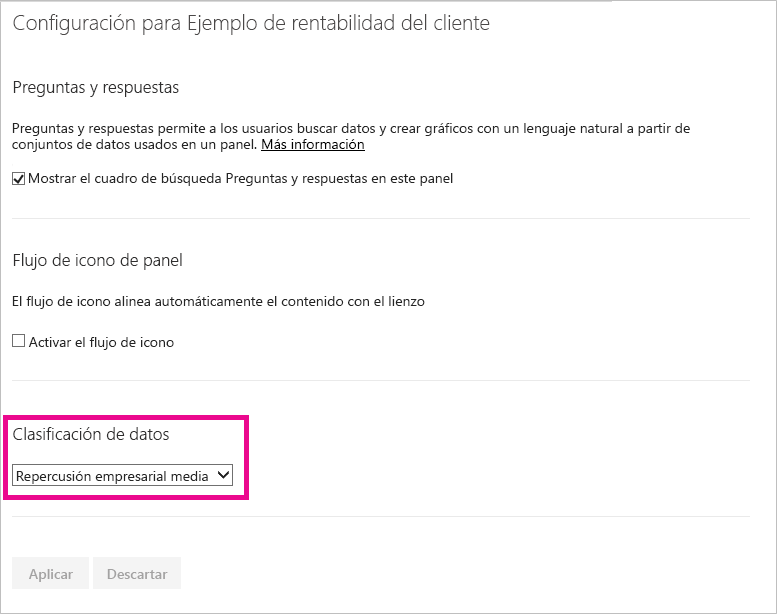 Configuración para Ejemplo de rentabilidad del cliente
Preguntas y respuestas
Preguntas y respuestas permite a los usuarios buscar datos y crear gráficos con un lenguaje natural a partir de
conjuntos de datos usados en un panel. Más información
Mostrar el cuadro de búsqueda Preguntas y respuestas en este panel
Flujo de icono de panel
El flujo de icono alinea automáticamente el contenido con el lienzo
Activar el flujo de icono
Clasificación de datos
Repercusión empresarial media
Aplicar Descartar